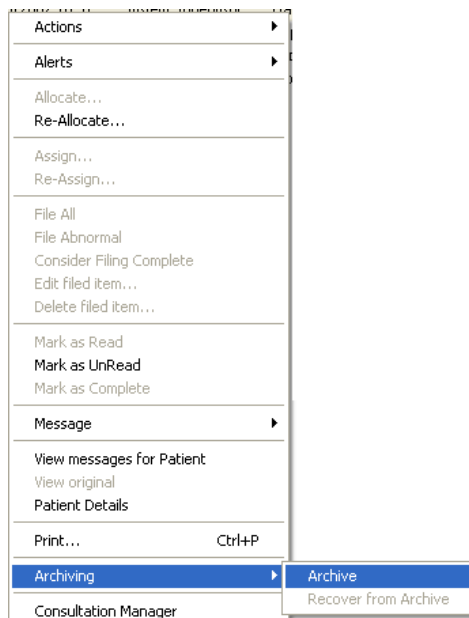 Actions
Alerts
Allocate...
Re-Allocate...
Assign...
Re-Assign...
File All
File Abnormal
Consider Filing Complete
Edit filed item...
Delete filed item...
Mark as Read
Mark as UnRead
Mark as Complete
Message
View messages for Patient
View original
Patient Details
Print... Ctrl+P
Archiving
Archive
Recover from Archive
Consultation Manager